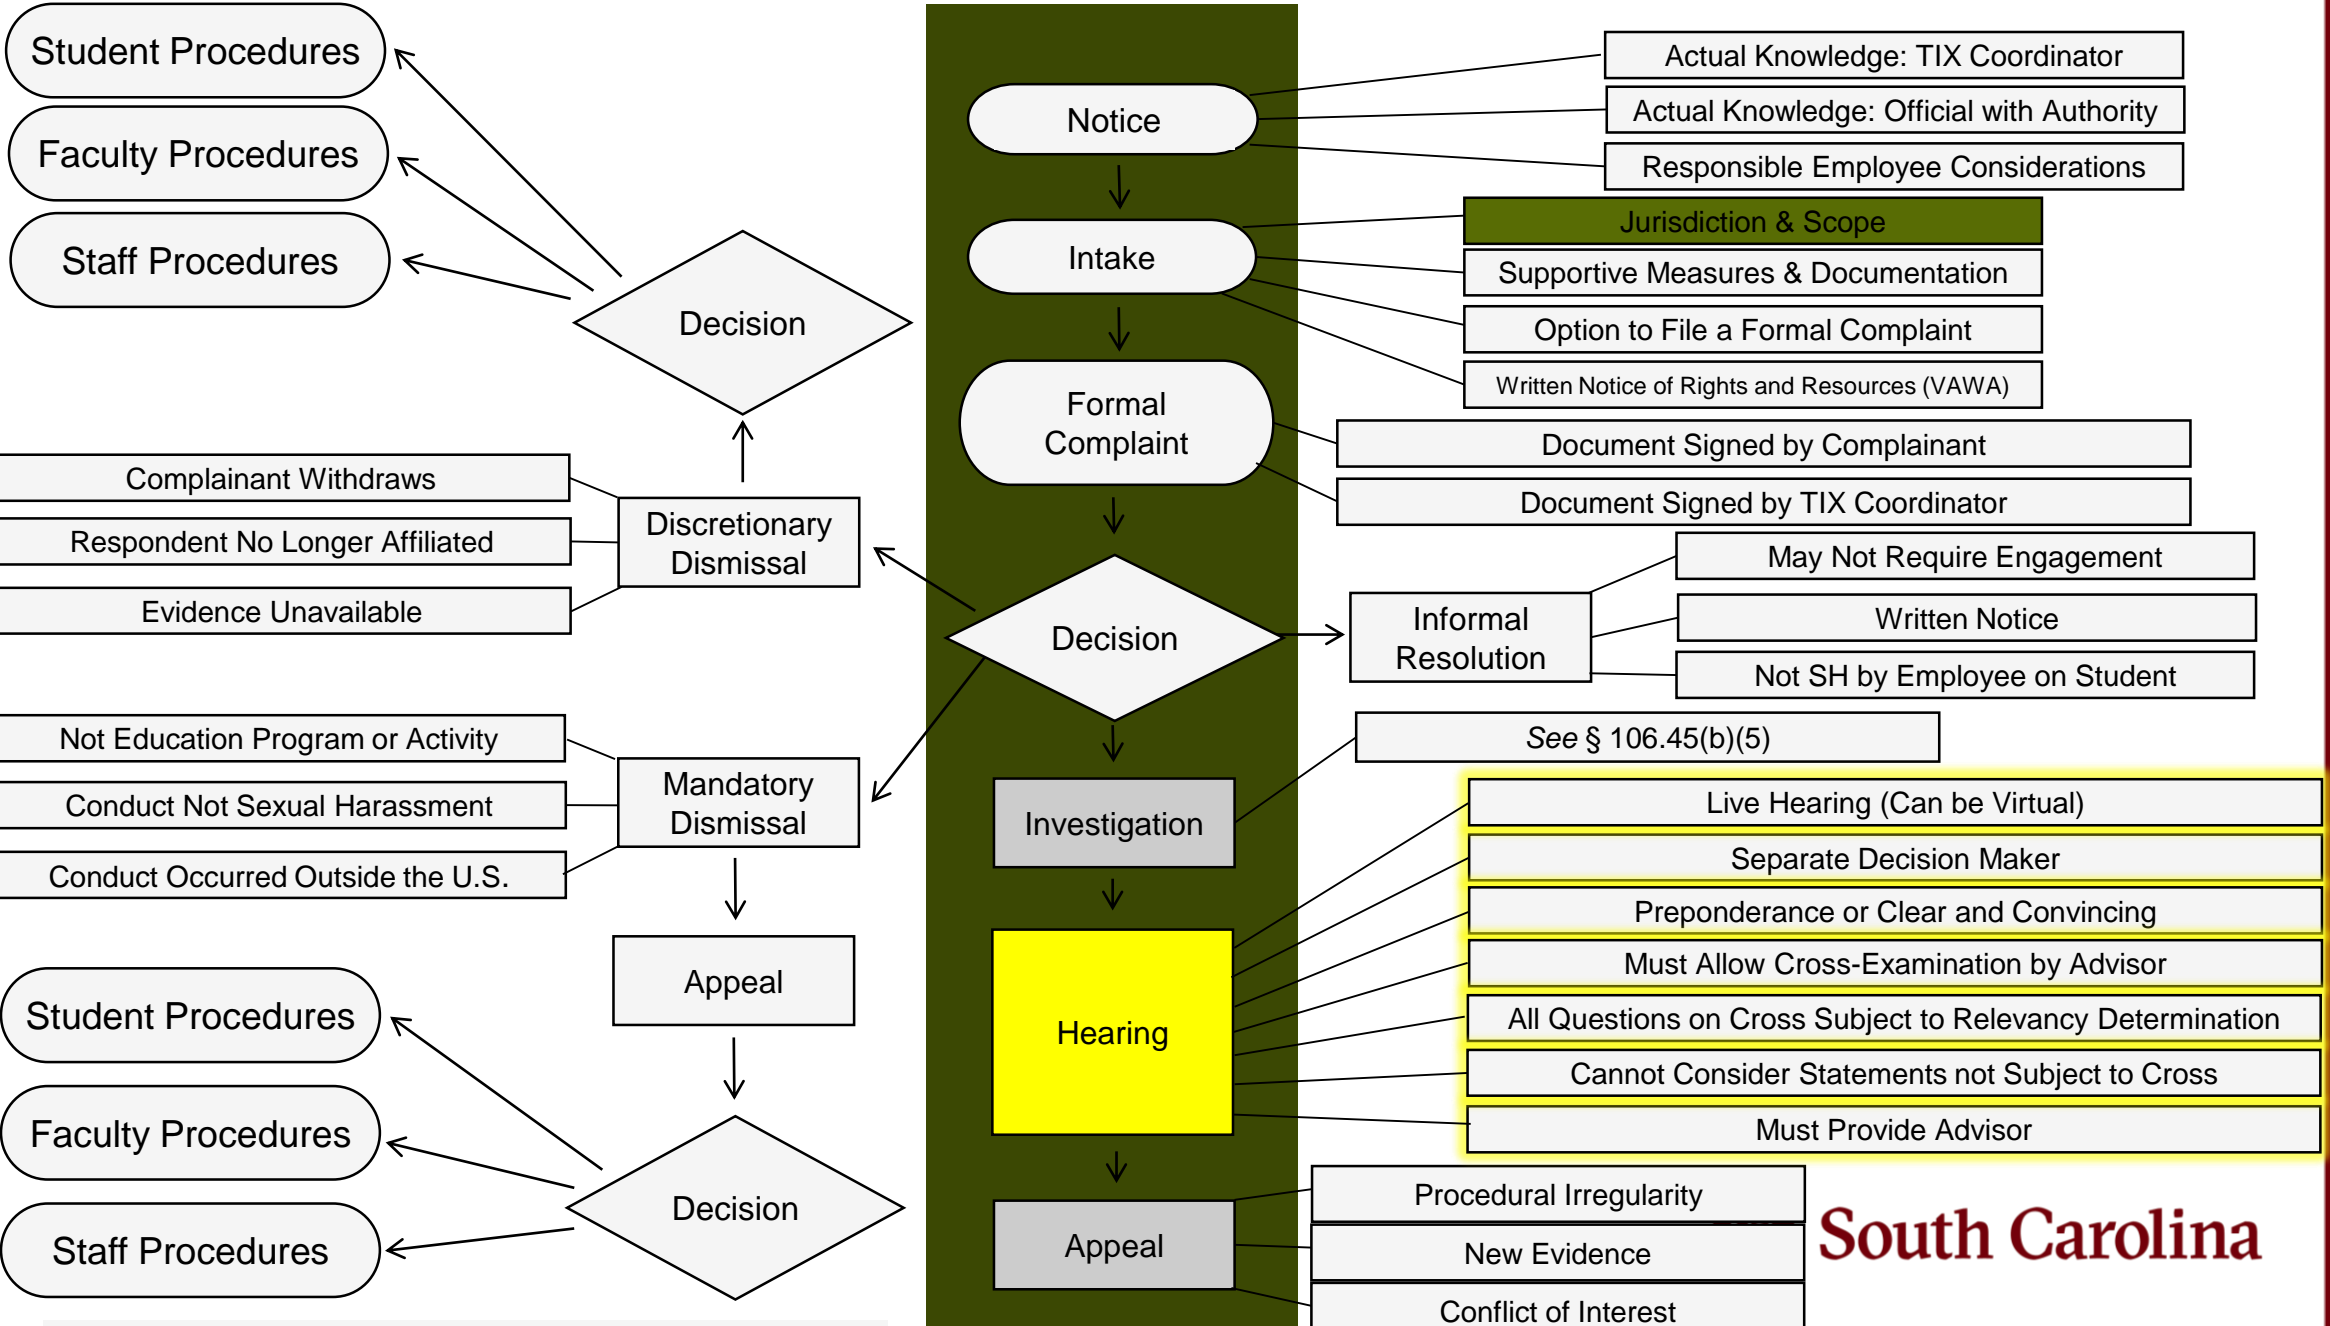 Student Procedures
Faculty Procedures
Staff Procedures
Decision
Complainant Withdraws
Respondent No Longer Affiliated
Evidence Unavailable
Discretionary
Dismissal
Not Education Program or Activity
Conduct Not Sexual Harassment
Conduct Occurred Outside the U.S.
Mandatory
Dismissal
Appeal
Student Procedures
Faculty Procedures
Staff Procedures
Decision
Notice
Intake
Formal
Complaint
Decision
Investigation
Hearing
Appeal
Actual Knowledge: TIX Coordinator
Actual Knowledge: Official with Authority
Responsible Employee Considerations
Jurisdiction & Scope
Supportive Measures & Documentation
Option to File a Formal Complaint
Written Notice of Rights and Resources (VAWA)
Document Signed by Complainant
Document Signed by TIX Coordinator
Informal
Resolution
May Not Require Engagement
Written Notice
Not SH by Employee on Student
See § 106.45(b)(5)
Live Hearing (Can be Virtual)
Separate Decision Maker
Preponderance or Clear and Convincing
Must Allow Cross-Examination by Advisor
All Questions on Cross Subject to Relevancy Determination
Cannot Consider Statements not Subject to Cross
Must Provide Advisor
Procedural Irregularity
New Evidence
Conflict of Interest
South Carolina